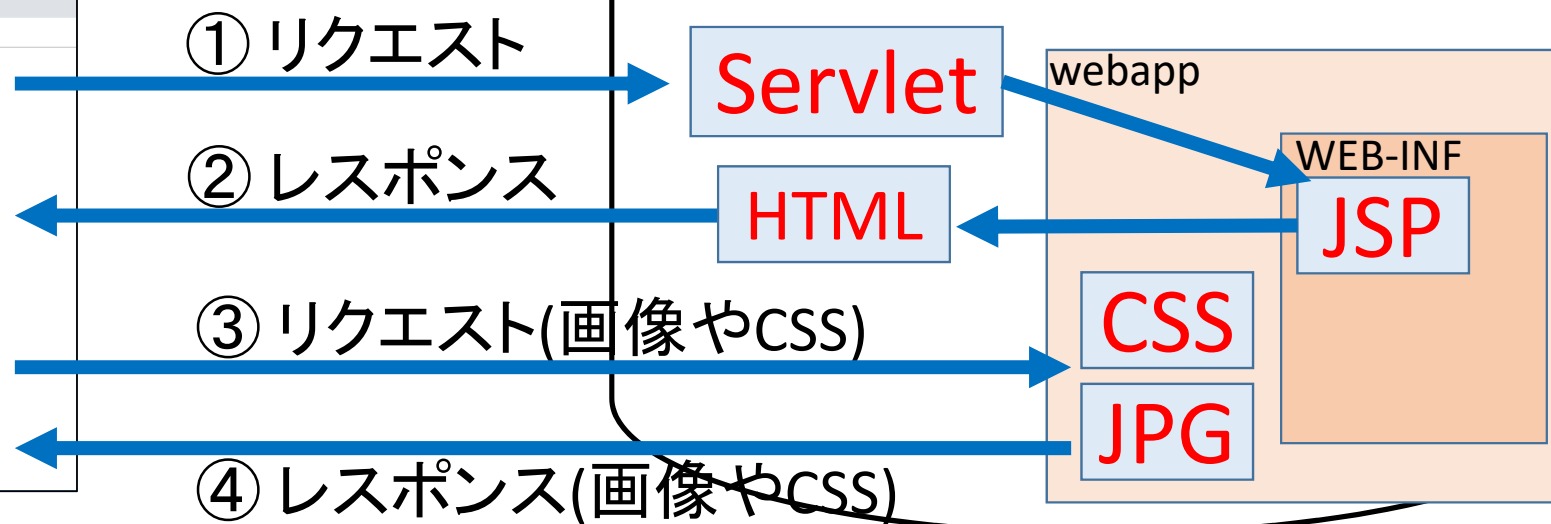 ① リクエスト
Servlet
webapp
② レスポンス
HTML
WEB-INF
JSP
③ リクエスト(画像やCSS)
CSS
JPG
④ レスポンス(画像やCSS)